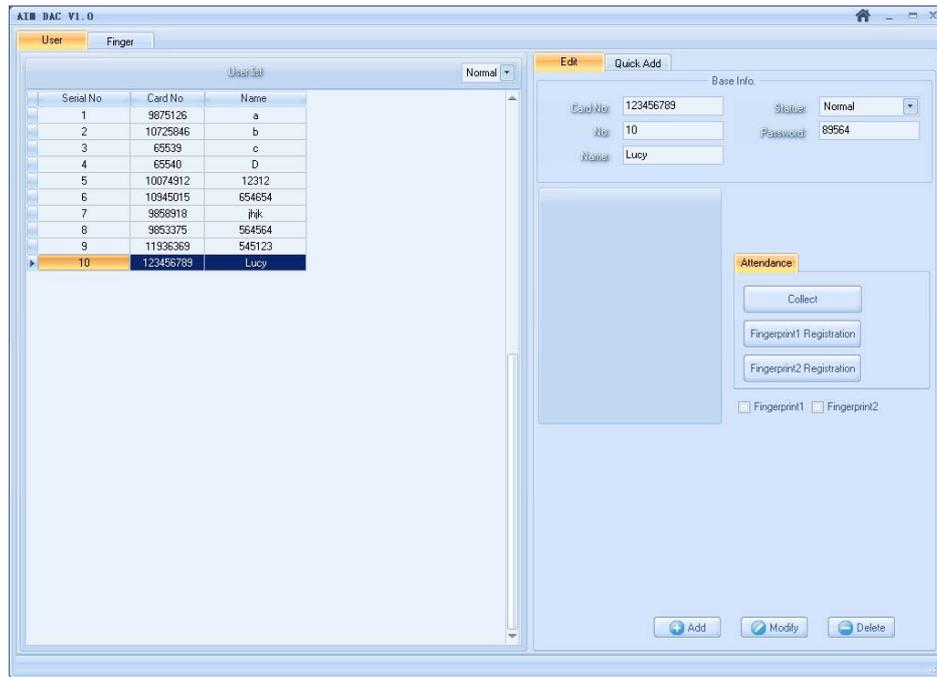 AIM DAC V1.0
User Finger
User list Normal
Serial No Card No Name
1 9875126 a
2 10725846 b
3 65539 c
4 65540 D
5 10074912 12312
6 10945015 654654
7 9858918 jhjk
8 9853375 564564
9 11936369 545123
10 123456789 Lucy
Edit Quick Add
Base Info.
Card No: 123456789 Status: Normal
No: 10 Password: 89564
Name: Lucy
Attendance
Collect
Fingerprint1 Registration
Fingerprint2 Registration
Fingerprint1 Fingerprint2
Add Modify Delete